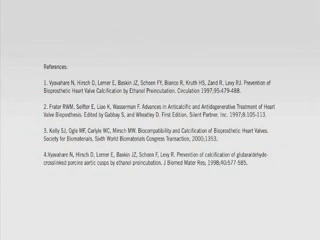 References:
1. Vyavahare N, Hirsch D, Lerner E, Baskin JZ, Schoen FY, Bianco R, Kruth HS, Zand R, Levy RJ. Prevention of
Bioprosthetic Heart Valve Calcification by Ethanol Preincubation. Circulation 1997;95:479-488.
2. Frater RWM, Seifter E, Liao K, Wasserman F. Advances in Anticalcific and Antidegenerative Treatment of Heart
Valve Bioposthesis. Edited by Gabbay S, and Wheatley D. First Edition, Silent Partner, Inc. 1997;8:105-113.
3. Kelly SJ, Ogle MF, Carlyle WC, Mirsch MW. Biocompatibility and Calcification of Bioprosthetic Heart Valves.
Society for Biomaterials, Sixth World Biomaterials Congress Transaction, 2000;1353.
4.Vyavahare N, Hirsch D, Lerner E, Baskin JZ, Schoen F, Levy R. Prevention of calcification of glutaraldehyde-
crosslinked porcine aortic cusps by ethanol preincubation. J Biomed Mater Res; 1998;40:577-585.